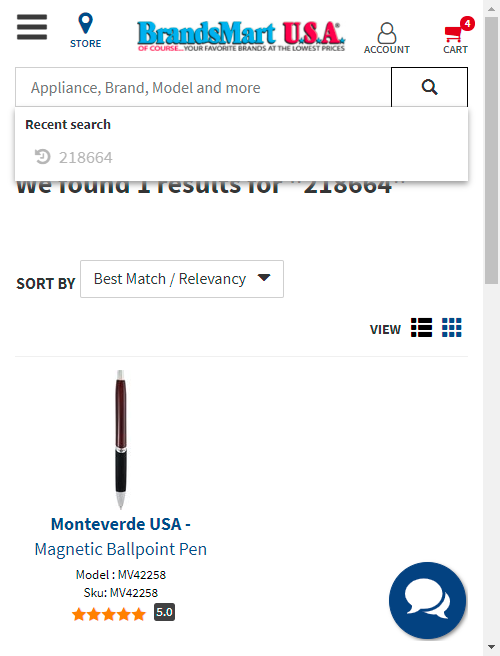 STORE
BrandsMart U.S.A.
OF COURSE...YOUR FAVORITE BRANDS AT THE LOWEST PRICES
ACCOUNT
4
CART
Appliance, Brand, Model and more
Recent search
218664
We found 1 results for "218664"
SORT BY Best Match / Relevancy
VIEW
Monteverde USA -
Magnetic Ballpoint Pen
Model : MV42258
Sku: MV42258
5.0